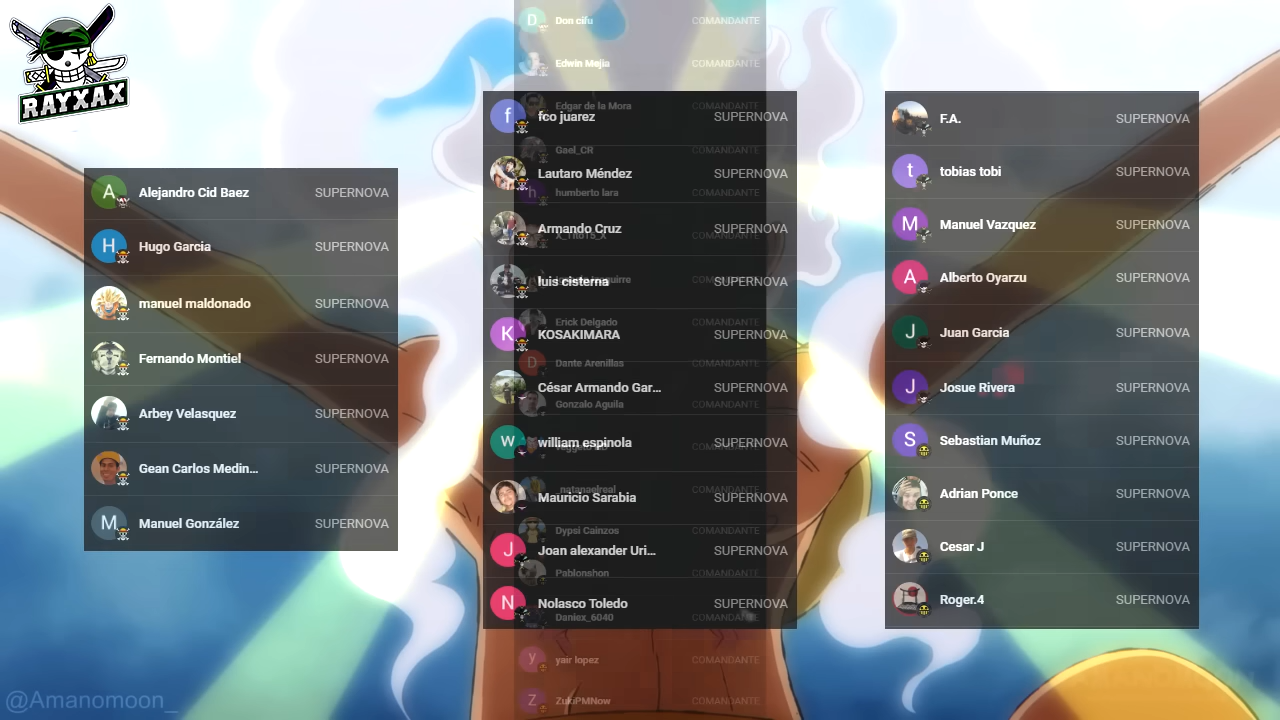 RAYXAX
Alejandro Cid Baez SUPERNOVA
Hugo Garcia SUPERNOVA
manuel maldonado SUPERNOVA
Fernando Montiel SUPERNOVA
Arbey Velasquez SUPERNOVA
Gean Carlos Medin... SUPERNOVA
M Manuel González SUPERNOVA
Don cifu COMANDANTE
Edwin Mejia COMANDANTE
Edgar de la Mora COMANDANTE
fco juarez SUPERNOVA
Gael_CR COMANDANTE
Lautaro Méndez SUPERNOVA
humberto lara COMANDANTE
Armando Cruz SUPERNOVA
COMANDANTE
luis cisterna SUPERNOVA
Erick Delgado COMANDANTE
K KOSAKIMARA SUPERNOVA
Dante Arenillas COMANDANTE
César Armando Gar... SUPERNOVA
Gonzalo Aguila COMANDANTE
william espinola SUPERNOVA
_natanaelreal COMANDANTE
Mauricio Sarabia SUPERNOVA
Dypsi Cainzos COMANDANTE
Joan alexander Uri... SUPERNOVA
Pablonshon COMANDANTE
Nolasco Toledo SUPERNOVA
Daniex_6040 COMANDANTE
yair lopez COMANDANTE
ZukiPMNow COMANDANTE
F.A. SUPERNOVA
t tobias tobi SUPERNOVA
M Manuel Vazquez SUPERNOVA
A Alberto Oyarzu SUPERNOVA
J Juan Garcia SUPERNOVA
J Josue Rivera SUPERNOVA
S Sebastian Muñoz SUPERNOVA
Adrian Ponce SUPERNOVA
Cesar J SUPERNOVA
Roger.4 SUPERNOVA
@Amanomoon_